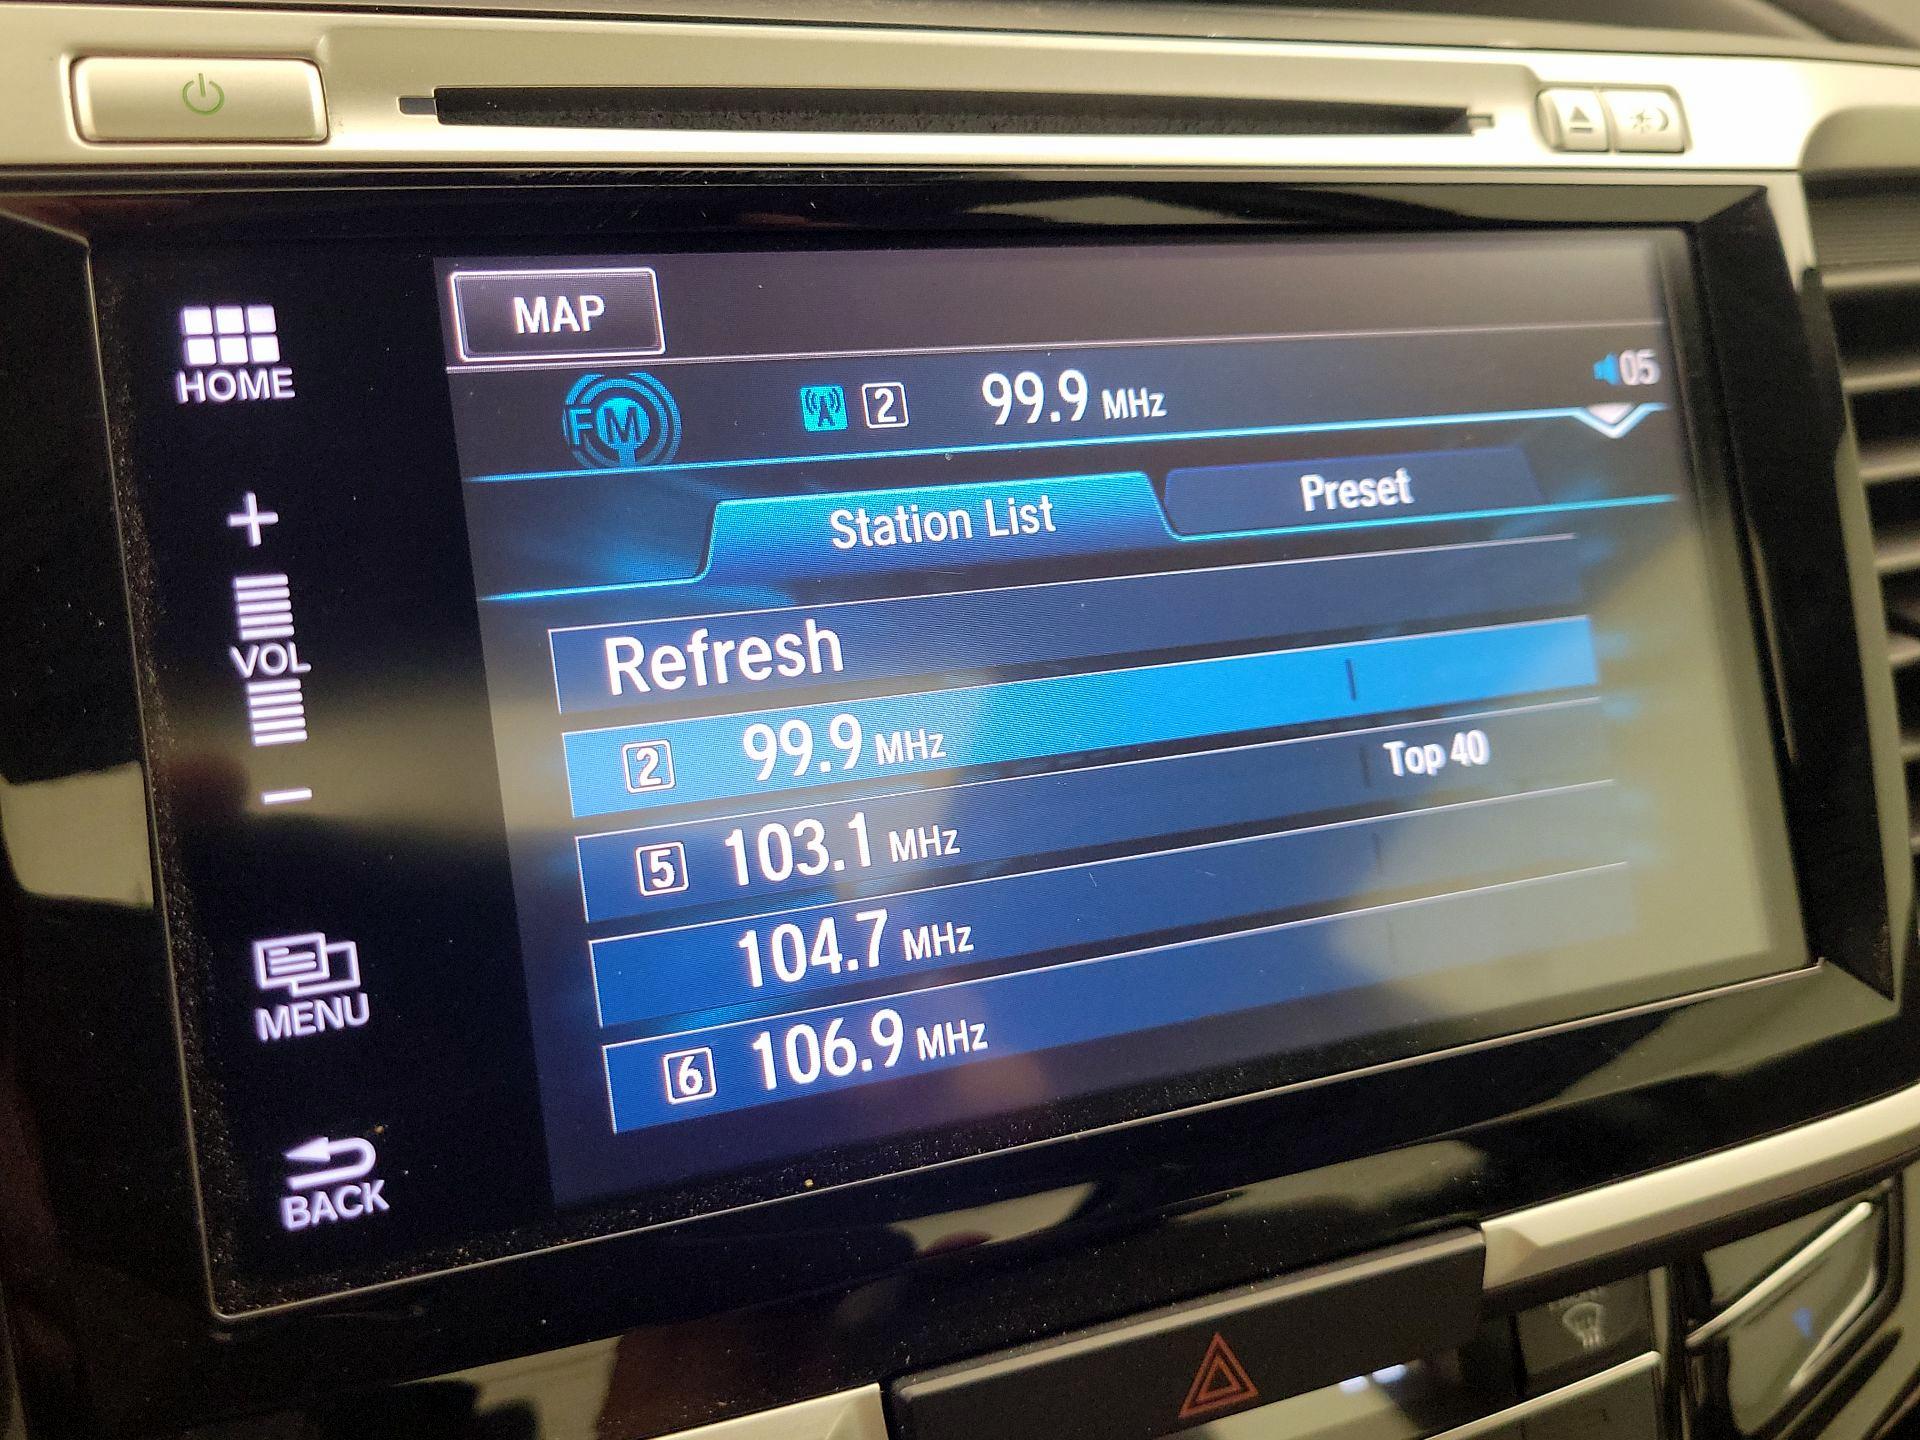 MAP
HOME
FM 2 99.9 MHz 05
Station List Preset
+
VOL
-
Refresh
2 99.9 MHz
5 103.1 MHz Top 40
104.7 MHz
6 106.9 MHz
MENU
BACK